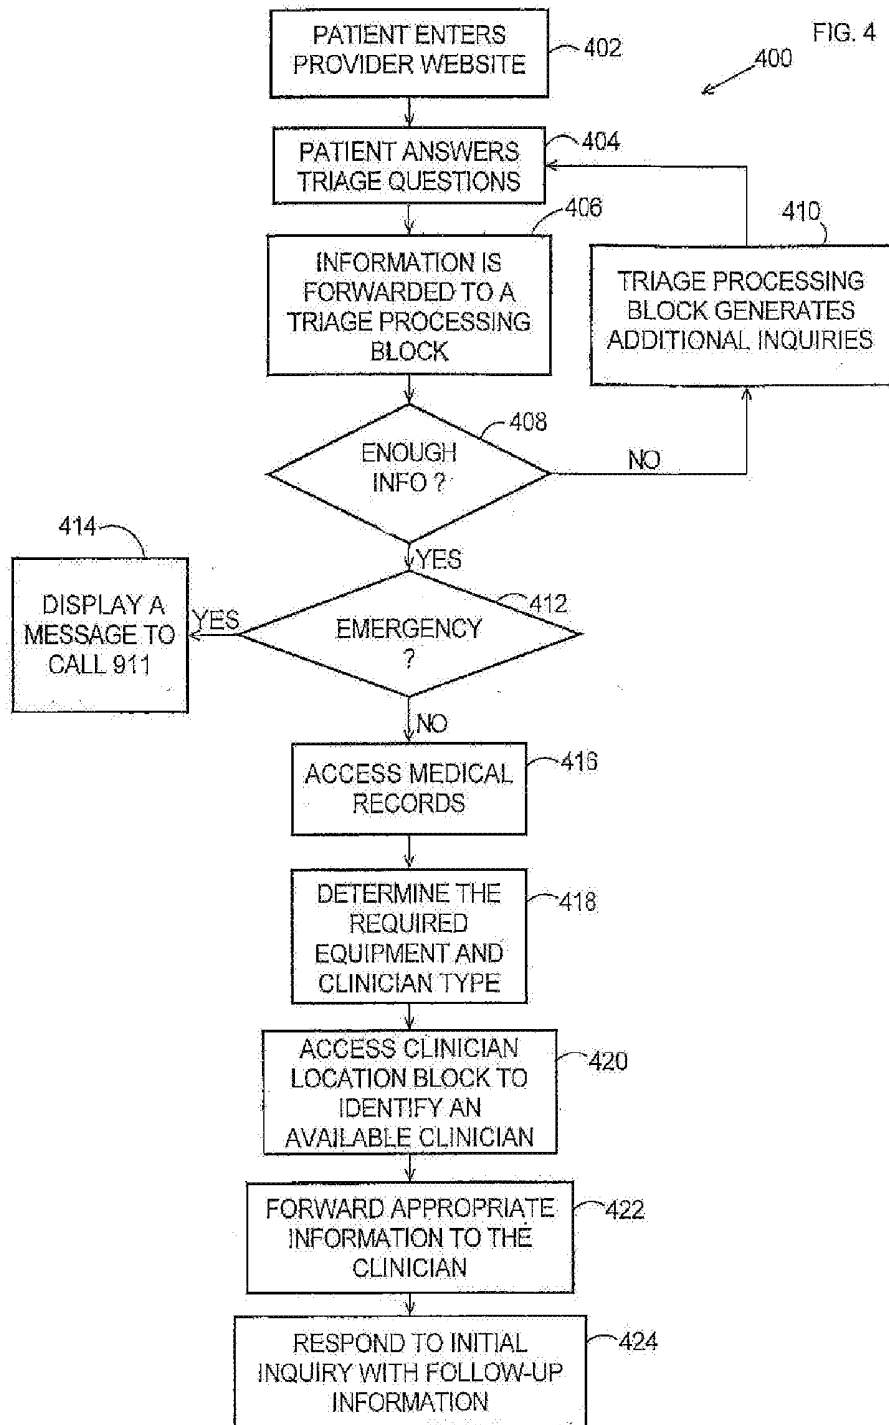 FIG. 4
400
PATIENT ENTERS
PROVIDER WEBSITE
402
PATIENT ANSWERS
TRIAGE QUESTIONS
404
INFORMATION IS
FORWARDED TO A
TRIAGE PROCESSING
BLOCK
406
TRIAGE PROCESSING
BLOCK GENERATES
ADDITIONAL INQUIRIES
410
ENOUGH
INFO ?
408
NO
YES
EMERGENCY
?
412
YES
DISPLAY A
MESSAGE TO
CALL 911
414
NO
ACCESS MEDICAL
RECORDS
416
DETERMINE THE
REQUIRED
EQUIPMENT AND
CLINICIAN TYPE
418
ACCESS CLINICIAN
LOCATION BLOCK TO
IDENTIFY AN
AVAILABLE CLINICIAN
420
FORWARD APPROPRIATE
INFORMATION TO THE
CLINICIAN
422
RESPOND TO INITIAL
INQUIRY WITH FOLLOW-UP
INFORMATION
424